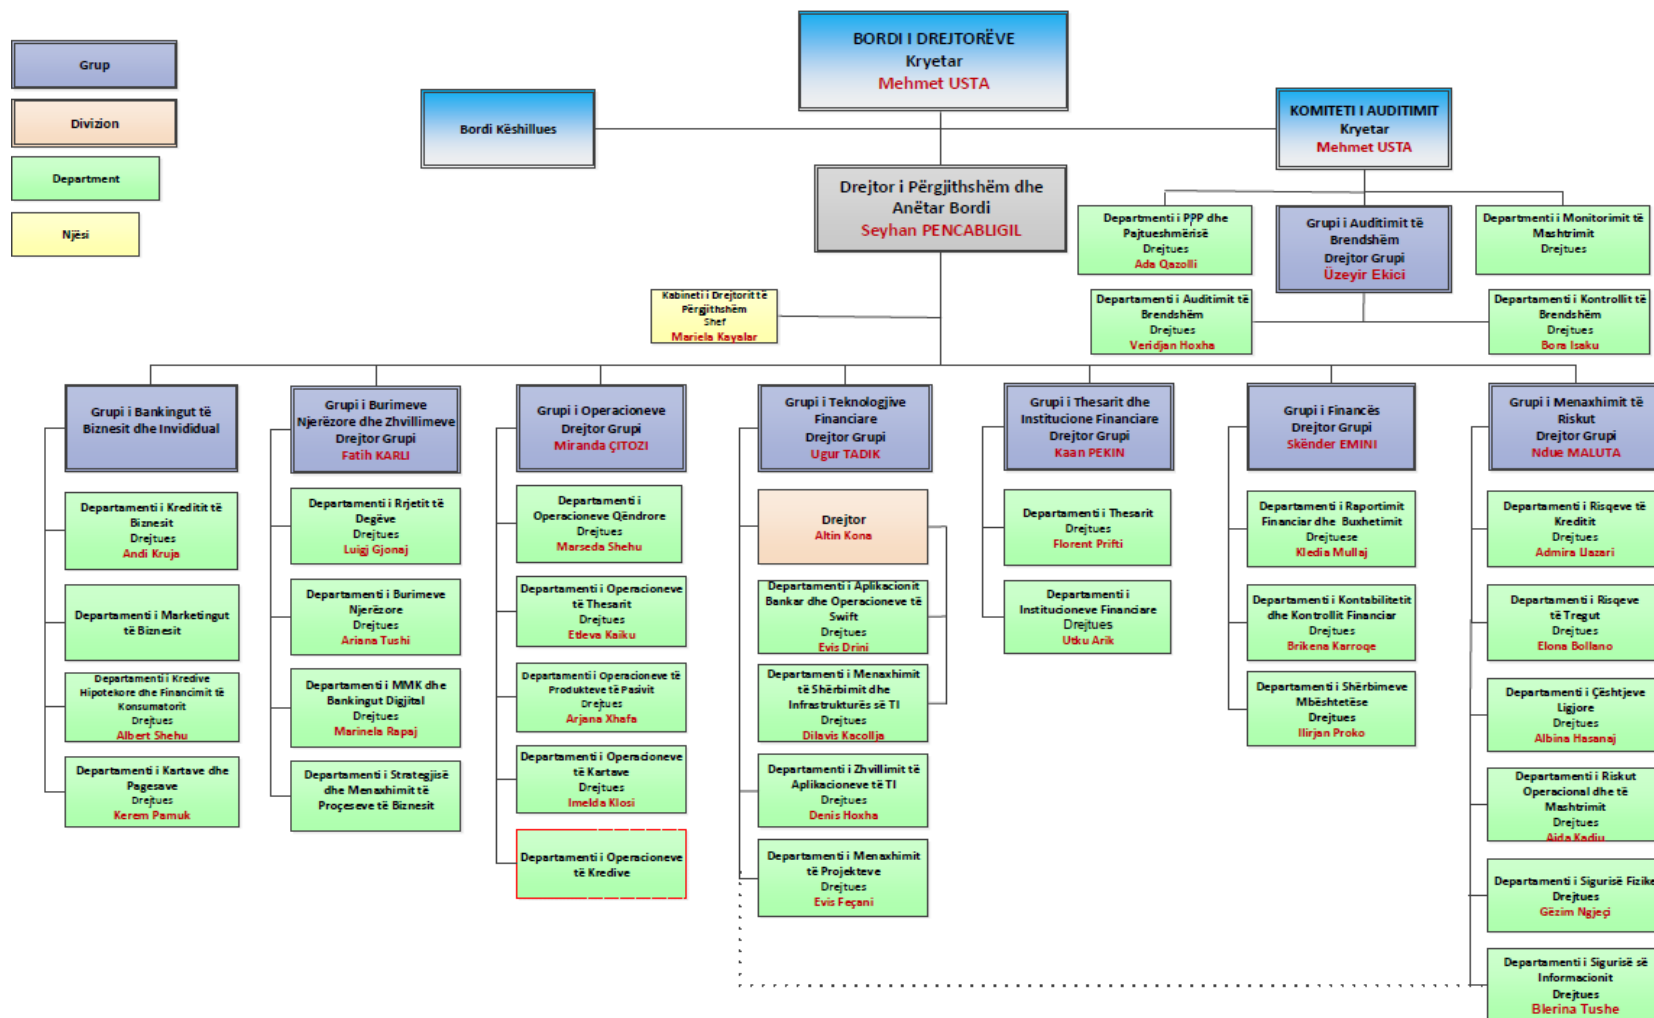 Grup
Divizion
Department
Njësi
BORDI I DREJTORËVE
Kryetar
Mehmet USTA
Bordi Këshillues
KOMITETI I AUDITIMIT
Kryetar
Mehmet USTA
Drejtor i Përgjithshëm dhe
Anëtar Bordi
Seyhan PENCABLIGIL
Departmenti i PPP dhe
Pajtueshmërisë
Drejtues
Ada Qazolli
Grupi i Auditimit të
Brendshëm
Drejtor Grupi
Üzeyir Ekici
Departmenti i Monitorimit të
Mashtrimit
Drejtues
Kabineti i Drejtorit të
Përgjithshëm
Shef
Mariela Kayalar
Departamenti i Auditimit të
Brendshëm
Drejtues
Veridjan Hoxha
Departamenti i Kontrollit të
Brendshëm
Drejtues
Bora Isaku
Grupi i Bankingut të
Biznesit dhe Invididual
Departamenti i Kreditit të
Biznesit
Drejtues
Andi Kruja
Departamenti i Marketingut
të Biznesit
Departamenti i Kredive
Hipotekore dhe Financimit të
Konsumatorit
Drejtues
Albert Shehu
Departamenti i Kartave dhe
Pagesave
Drejtues
Kerem Pamuk
Grupi i Burimeve
Njerëzore dhe Zhvillimeve
Drejtor Grupi
Fatih KARLI
Departamenti i Rrjetit të
Degëve
Drejtues
Luigj Gjonaj
Departamenti i Burimeve
Njerëzore
Drejtues
Ariana Tushi
Departamenti i MMK dhe
Bankingut Digjital
Drejtues
Marinela Rapaj
Departamenti i Strategjisë
dhe Menaxhimit të
Proçeseve të Biznesit
Grupi i Operacioneve
Drejtor Grupi
Miranda ÇITOZI
Departamenti i
Operacioneve Qëndrore
Drejtues
Marseda Shehu
Departamenti i Operacioneve
të Thesarit
Drejtues
Etleva Kaiku
Departamenti i Operacioneve të
Produkteve të Pasivit
Drejtues
Arjana Xhafa
Departamenti i Operacioneve
të Kartave
Drejtues
Imelda Klosi
Departamenti i Operacioneve
të Kredive
Grupi i Teknologjive
Financiare
Drejtor Grupi
Ugur TADIK
Drejtor
Altin Kona
Departamenti i Aplikacionit
Bankar dhe Operacioneve të
Swift
Drejtues
Evis Drini
Departamenti i Menaxhimit
të Shërbimit dhe
Infrastrukturës së TI
Drejtues
Dilavis Kacollja
Departamenti i Zhvillimit të
Aplikacioneve të TI
Drejtues
Denis Hoxha
Departamenti i Menaxhimit
të Projekteve
Drejtues
Evis Feçani
Grupi i Thesarit dhe
Institucione Financiare
Drejtor Grupi
Kaan PEKIN
Departamenti i Thesarit
Drejtues
Florent Prifti
Departamenti i
Institucioneve Financiare
Drejtues
Utku Arik
Grupi i Financës
Drejtor Grupi
Skënder EMINI
Departamenti i Raportimit
Financiar dhe Buxhetimit
Drejtuese
Kledia Mullaj
Departamenti i Kontabilitetit
dhe Kontrollit Financiar
Drejtues
Brikena Karroqe
Departamenti i Shërbimeve
Mbështetëse
Drejtues
Ilirjan Proko
Grupi i Menaxhimit të
Riskut
Drejtor Grupi
Ndue MALUTA
Departamenti i Risqeve të
Kreditit
Drejtues
Admira Llazari
Departamenti i Risqeve
të Tregut
Drejtues
Elona Bollano
Departamenti i Çështjeve
Ligjore
Drejtues
Albina Hasanaj
Departamenti i Riskut
Operacional dhe të
Mashtrimit
Drejtues
Aida Kadiu
Departamenti i Sigurisë Fizike
Drejtues
Gëzim Ngjeçi
Departamenti i Sigurisë së
Informacionit
Drejtues
Blerina Tushe